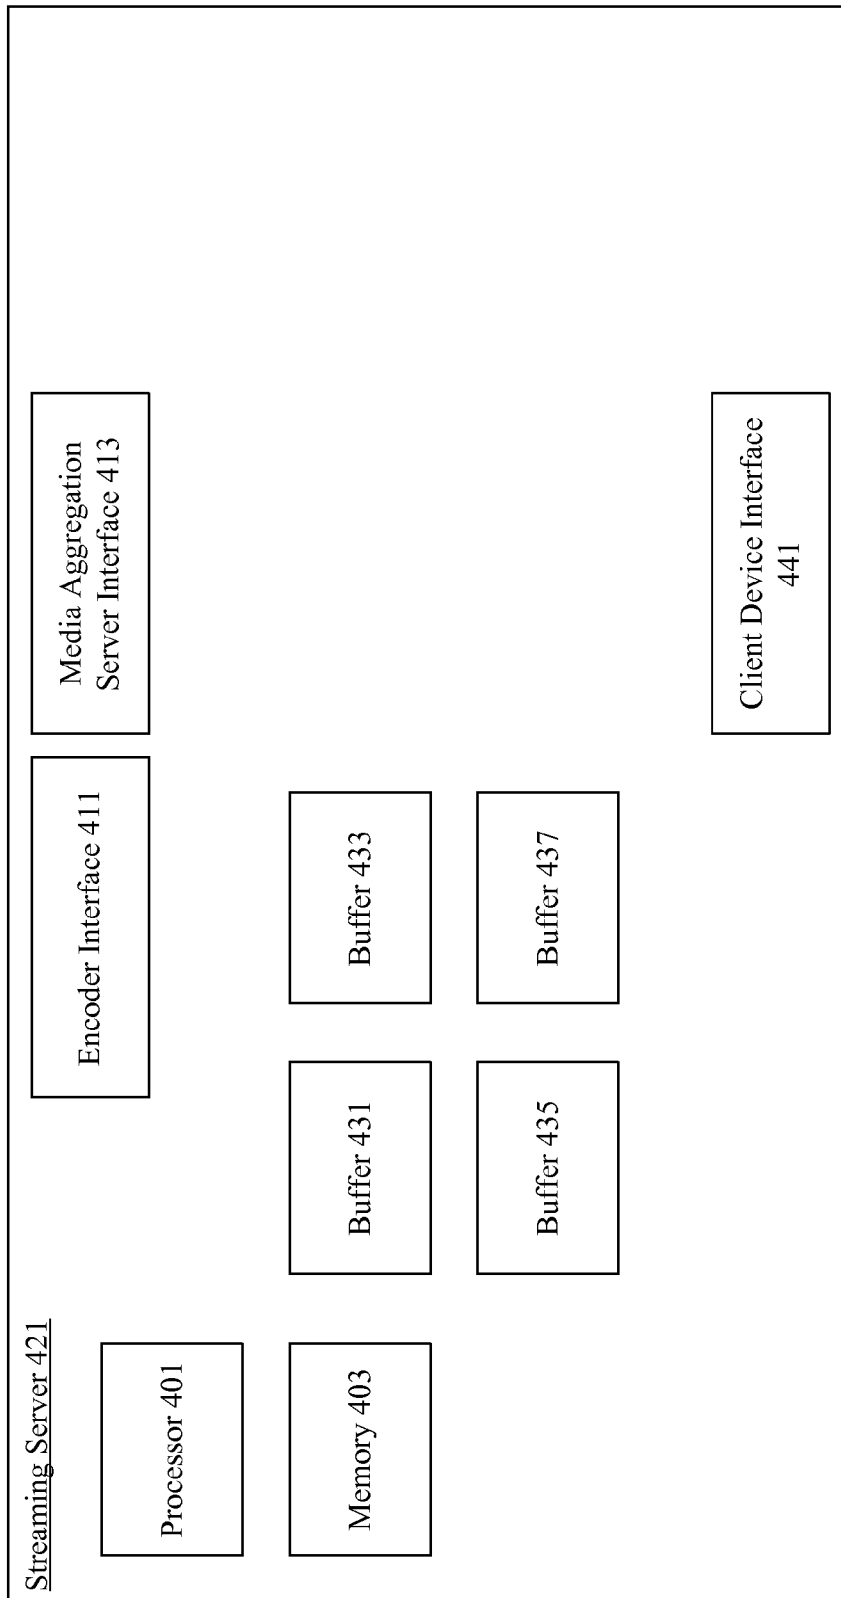 Streaming Server 421
Processor 401
Memory 403
Encoder Interface 411
Media Aggregation
Server Interface 413
Buffer 431
Buffer 433
Buffer 435
Buffer 437
Client Device Interface
441